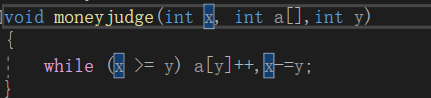 void moneyjudge(int x, int a[],int y)
{
    while (x >= y) a[y]++,x-=y;
}